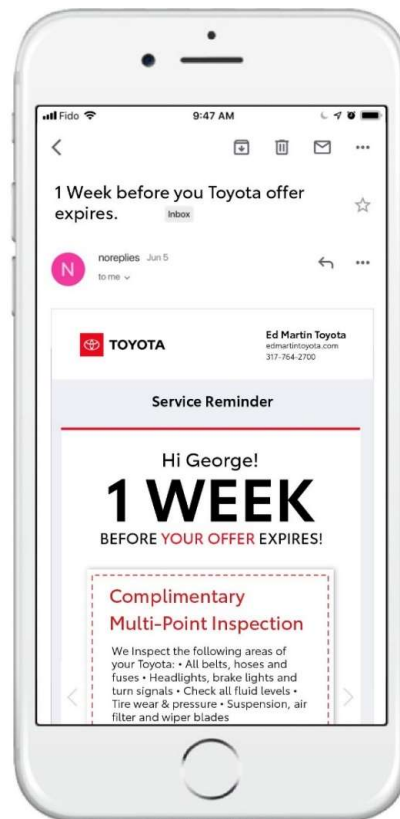 Fido
9:47 AM
1 Week before you Toyota offer
expires. Inbox
N
noreplies Jun 5
to me
TOYOTA
Ed Martin Toyota
edmartintoyota.com
317-764-2700
Service Reminder
Hi George!
1 WEEK
BEFORE YOUR OFFER EXPIRES!
Complimentary
Multi-Point Inspection
We Inspect the following areas of
your Toyota: • All belts, hoses and
fuses • Headlights, brake lights and
turn signals • Check all fluid levels •
Tire wear & pressure • Suspension, air
filter and wiper blades